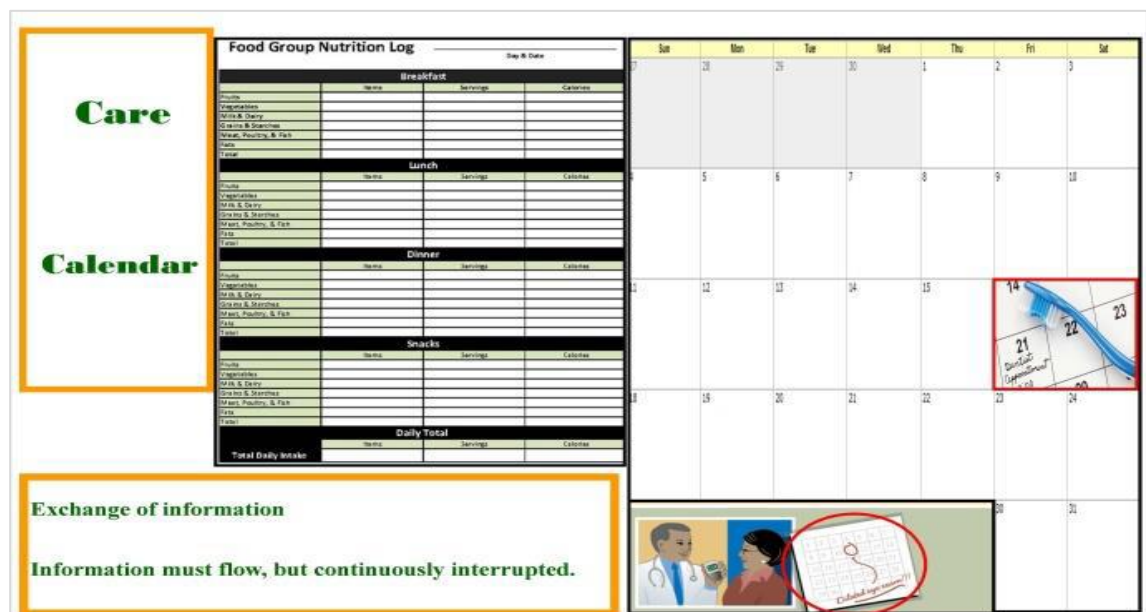 Care
Calendar
Food Group Nutrition Log
Day & Date
Breakfast
Items Servings Calories
Fruits
Vegetables
Milk & Dairy
Grains & Starches
Meat, Poultry, & Fish
Fats
Total
Lunch
Items Servings Calories
Fruits
Vegetables
Milk & Dairy
Grains & Starches
Meat, Poultry, & Fish
Fats
Total
Dinner
Items Servings Calories
Fruits
Vegetables
Milk & Dairy
Grains & Starches
Meat, Poultry, & Fish
Fats
Total
Snacks
Items Servings Calories
Fruits
Vegetables
Milk & Dairy
Grains & Starches
Meat, Poultry, & Fish
Fats
Total
Daily Total
Items Servings Calories
Total Daily Intake
Sun Mon Tue Wed Thu Fri Sat
27 28 29 30 1 2 3
4 5 6 7 8 9 10
11 12 13 14 15
14
22 23
21
Dentist
Appointment
18 19 20 21 22 23 24
30 31
Dilated eye exam!!!
Exchange of information
Information must flow, but continuously interrupted.